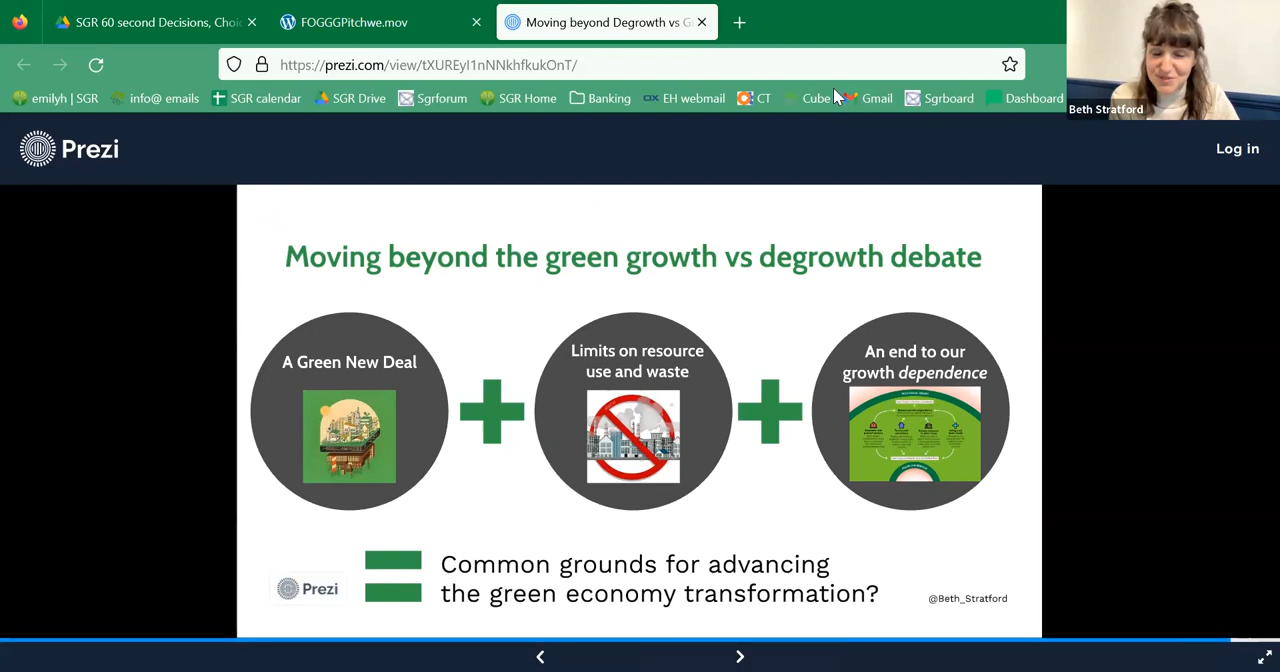 SGR 60 second Decisions, Choi
FOGGGPitchwe.mov
Moving beyond Degrowth vs G
https://prezi.com/view/tXUREyI1nNNkhfkukOnT/
emilyh | SGR
info@ emails
SGR calendar
SGR Drive
Sgrforum
SGR Home
Banking
EH webmail
CT
Cube
Gmail
Sgrboard
Dashboard
Beth Stratford
Prezi
Log in
Moving beyond the green growth vs degrowth debate
A Green New Deal
Limits on resource
use and waste
An end to our
growth dependence
Prezi
Common grounds for advancing
the green economy transformation?
@Beth_Stratford